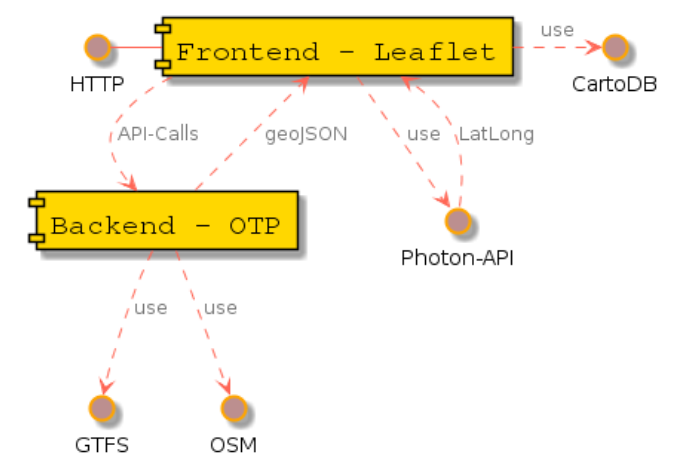 use
Frontend - Leaflet
HTTP
CartoDB
API-Calls
geoJSON
use
LatLong
Backend - OTP
Photon-API
use
use
GTFS
OSM